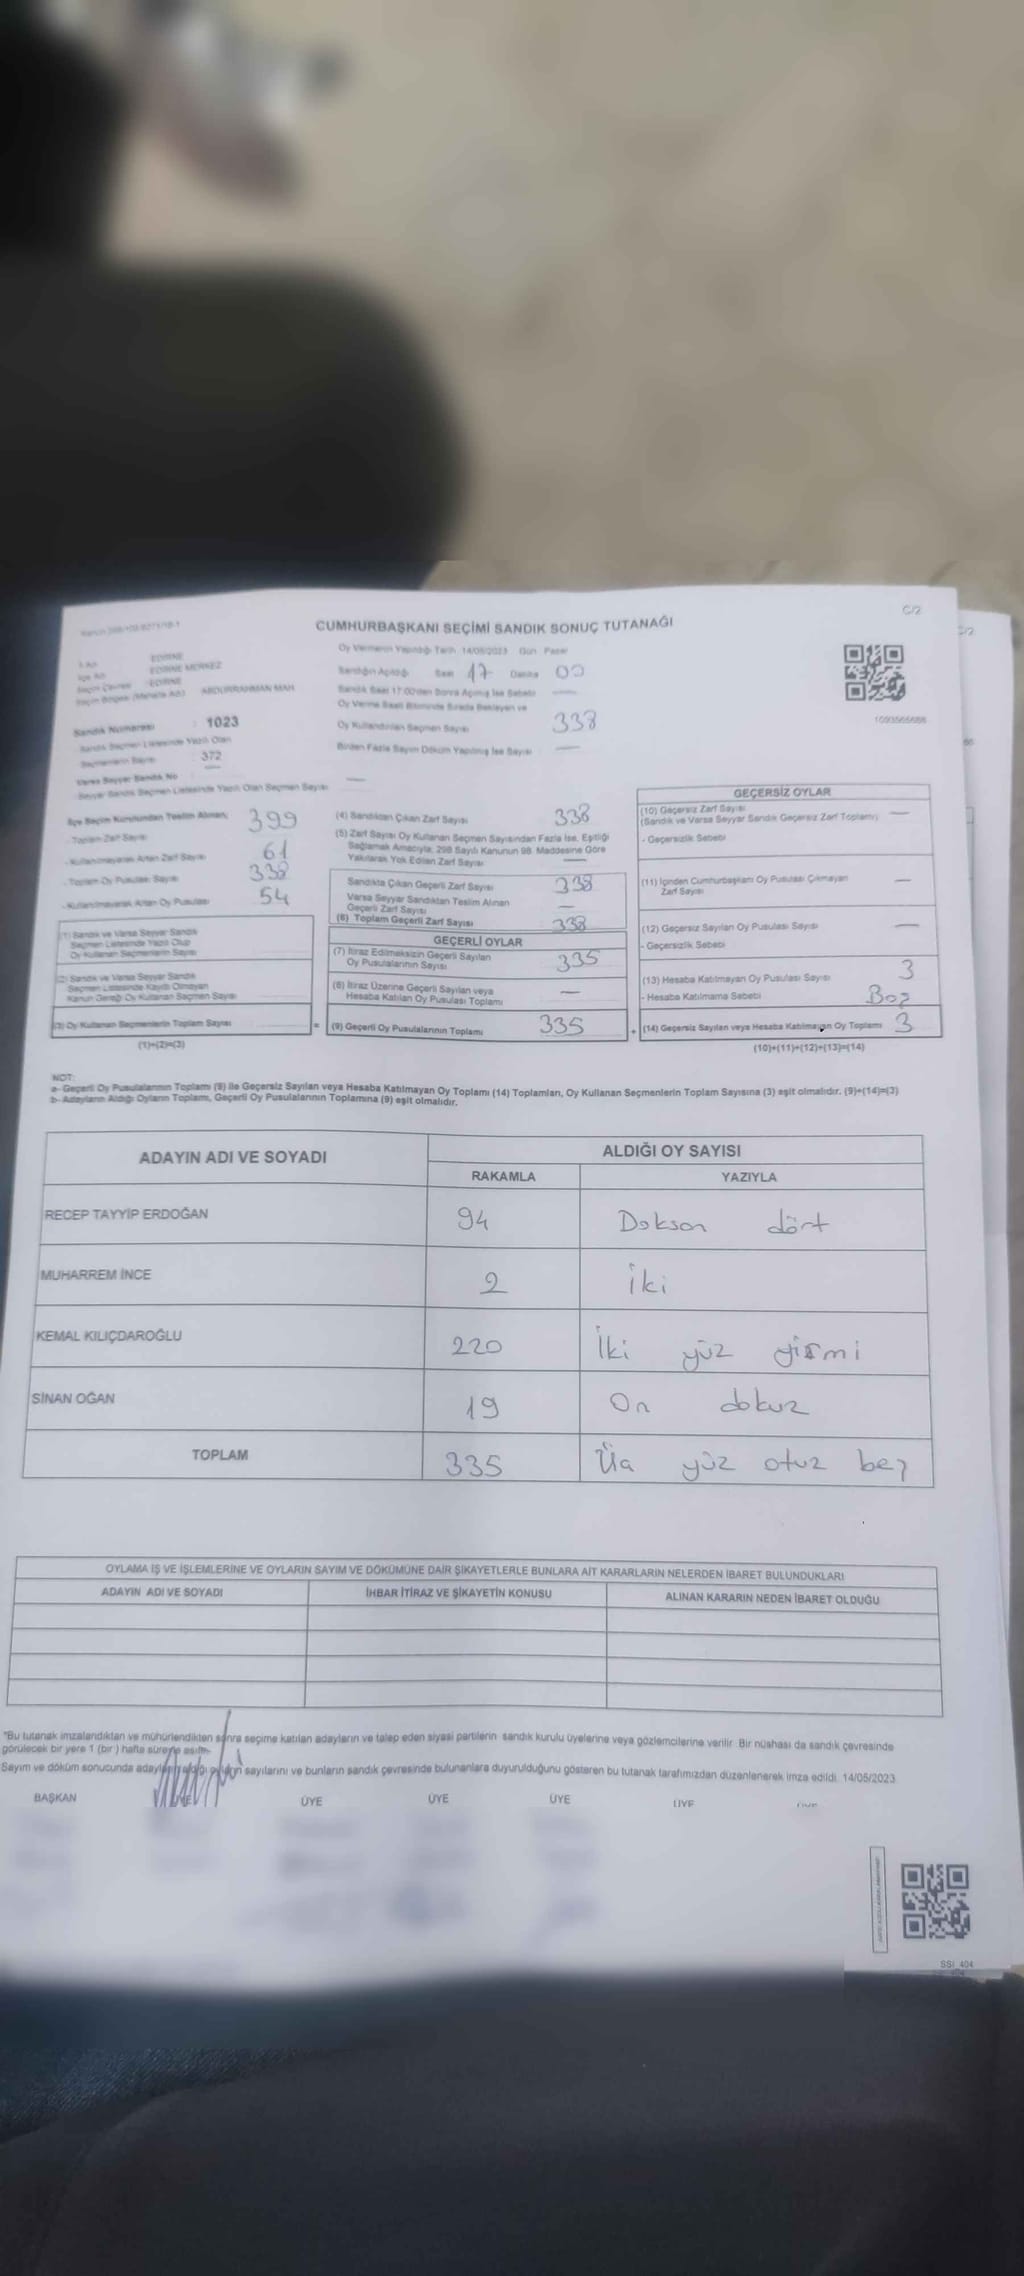 C/2
CUMHURBAŞKANI SEÇİMİ SANDIK SONUÇ TUTANAĞI
Oy Vermenin Yapıldığı Tarih 14/05/2023 Gün Pazar
EDİRNE
EDİRNE MERKEZ
EDİRNE
Seçim Bölgesi (Mahalle Adı) ABDURRAHMAN MAH.
Sandığın Açıldığı Saat 17 Dakika 00
Sandık Saat 17:00'den Sonra Açılmış İse Sebebi —
Oy Verme Saati Bitiminde Sırada Bekleyen ve
Oy Kullandırılan Seçmen Sayısı 338
Birden Fazla Sayım Döküm Yapılmış İse Sayısı —
1093565688
Sandık Numarası : 1023
Sandık Seçmen Listesinde Yazılı Olan
Seçmenlerin Sayısı 372
Varsa Seyyar Sandık No —
Seyyar Sandık Seçmen Listesinde Yazılı Olan Seçmen Sayısı —
İlçe Seçim Kurulundan Teslim Alınan;
- Toplam Zarf Sayısı 399
- Kullanılmayarak Artan Zarf Sayısı 61
- Toplam Oy Pusulası Sayısı 338
- Kullanılmayarak Artan Oy Pusulası 54
(1) Sandık ve Varsa Seyyar Sandık
Seçmen Listesinde Yazılı Olup
Oy Kullanan Seçmenlerin Sayısı
(2) Sandık ve Varsa Seyyar Sandık
Seçmen Listesinde Kayıtlı Olmayan
Kanun Gereği Oy Kullanan Seçmen Sayısı
(3) Oy Kullanan Seçmenlerin Toplam Sayısı
(1)+(2)=(3)
=
(4) Sandıktan Çıkan Zarf Sayısı 338
(5) Zarf Sayısı Oy Kullanan Seçmen Sayısından Fazla İse, Eşitliği
Sağlamak Amacıyla, 298 Sayılı Kanunun 98. Maddesine Göre
Yakılarak Yok Edilen Zarf Sayısı —
Sandıkta Çıkan Geçerli Zarf Sayısı 338
Varsa Seyyar Sandıktan Teslim Alınan
Geçerli Zarf Sayısı —
(6) Toplam Geçerli Zarf Sayısı 338
GEÇERLİ OYLAR
(7) İtiraz Edilmeksizin Geçerli Sayılan
Oy Pusulalarının Sayısı 335
(8) İtiraz Üzerine Geçerli Sayılan veya
Hesaba Katılan Oy Pusulası Toplamı —
(9) Geçerli Oy Pusulalarının Toplamı 335
+
GEÇERSİZ OYLAR
(10) Geçersiz Zarf Sayısı
(Sandık ve Varsa Seyyar Sandık Geçersiz Zarf Toplamı) —
- Geçersizlik Sebebi
(11) İçinden Cumhurbaşkanı Oy Pusulası Çıkmayan
Zarf Sayısı —
(12) Geçersiz Sayılan Oy Pusulası Sayısı —
- Geçersizlik Sebebi
(13) Hesaba Katılmayan Oy Pusulası Sayısı 3
- Hesaba Katılmama Sebebi Boş
(14) Geçersiz Sayılan veya Hesaba Katılmayan Oy Toplamı 3
(10)+(11)+(12)+(13)=(14)
NOT:
a- Geçerli Oy Pusulalarının Toplamı (9) ile Geçersiz Sayılan veya Hesaba Katılmayan Oy Toplamı (14) Toplamları, Oy Kullanan Seçmenlerin Toplam Sayısına (3) eşit olmalıdır. (9)+(14)=(3)
b- Adayların Aldığı Oyların Toplamı, Geçerli Oy Pusulalarının Toplamına (9) eşit olmalıdır.
ADAYIN ADI VE SOYADI ALDIĞI OY SAYISI
RAKAMLA YAZIYLA
RECEP TAYYİP ERDOĞAN 94 Doksan dört
MUHARREM İNCE 2 İki
KEMAL KILIÇDAROĞLU 220 İki yüz yirmi
SİNAN OĞAN 19 On dokuz
TOPLAM 335 Üç yüz otuz beş
OYLAMA İŞ VE İŞLEMLERİNE VE OYLARIN SAYIM VE DÖKÜMÜNE DAİR ŞİKAYETLERLE BUNLARA AİT KARARLARIN NELERDEN İBARET BULUNDUKLARI
ADAYIN ADI VE SOYADI İHBAR İTİRAZ VE ŞİKAYETİN KONUSU ALINAN KARARIN NEDEN İBARET OLDUĞU
*Bu tutanak imzalandıktan ve mühürlendikten sonra seçime katılan adayların ve talep eden siyasi partilerin sandık kurulu üyelerine veya gözlemcilerine verilir. Bir nüshası da sandık çevresinde
görülecek bir yere 1 (bir) hafta süreyle asılır.
Sayım ve döküm sonucunda adayların aldığı oyların sayılarını ve bunların sandık çevresinde bulunanlara duyurulduğunu gösteren bu tutanak tarafımızdan düzenlenerek imza edildi. 14/05/2023
BAŞKAN ÜYE ÜYE ÜYE ÜYE ÜYE
SSI_404